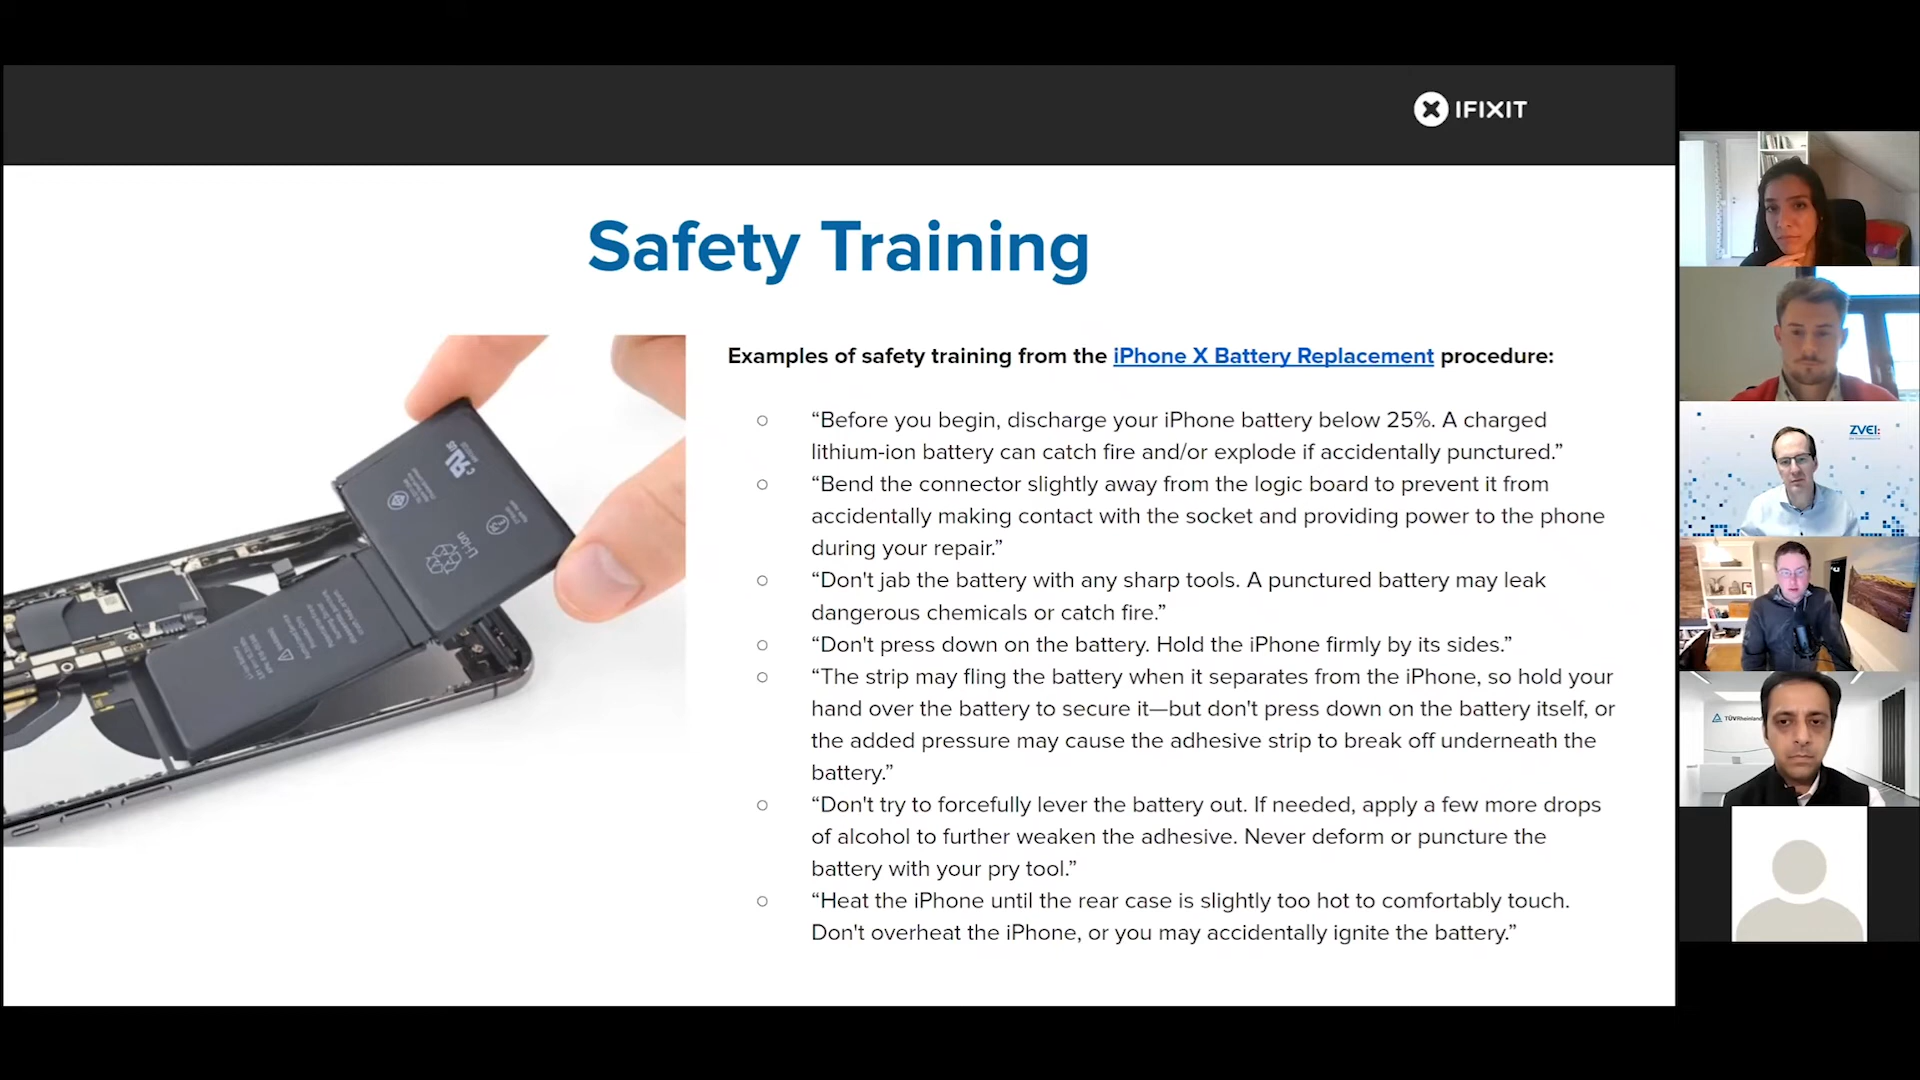 IFIXIT
Safety Training
Examples of safety training from the iPhone X Battery Replacement procedure:
“Before you begin, discharge your iPhone battery below 25%. A charged
lithium-ion battery can catch fire and/or explode if accidentally punctured.”
“Bend the connector slightly away from the logic board to prevent it from
accidentally making contact with the socket and providing power to the phone
during your repair.”
“Don't jab the battery with any sharp tools. A punctured battery may leak
dangerous chemicals or catch fire.”
“Don't press down on the battery. Hold the iPhone firmly by its sides.”
“The strip may fling the battery when it separates from the iPhone, so hold your
hand over the battery to secure it—but don't press down on the battery itself, or
the added pressure may cause the adhesive strip to break off underneath the
battery.”
“Don't try to forcefully lever the battery out. If needed, apply a few more drops
of alcohol to further weaken the adhesive. Never deform or puncture the
battery with your pry tool.”
“Heat the iPhone until the rear case is slightly too hot to comfortably touch.
Don't overheat the iPhone, or you may accidentally ignite the battery.”
Li-ion
ZVEI:
TÜVRheinland